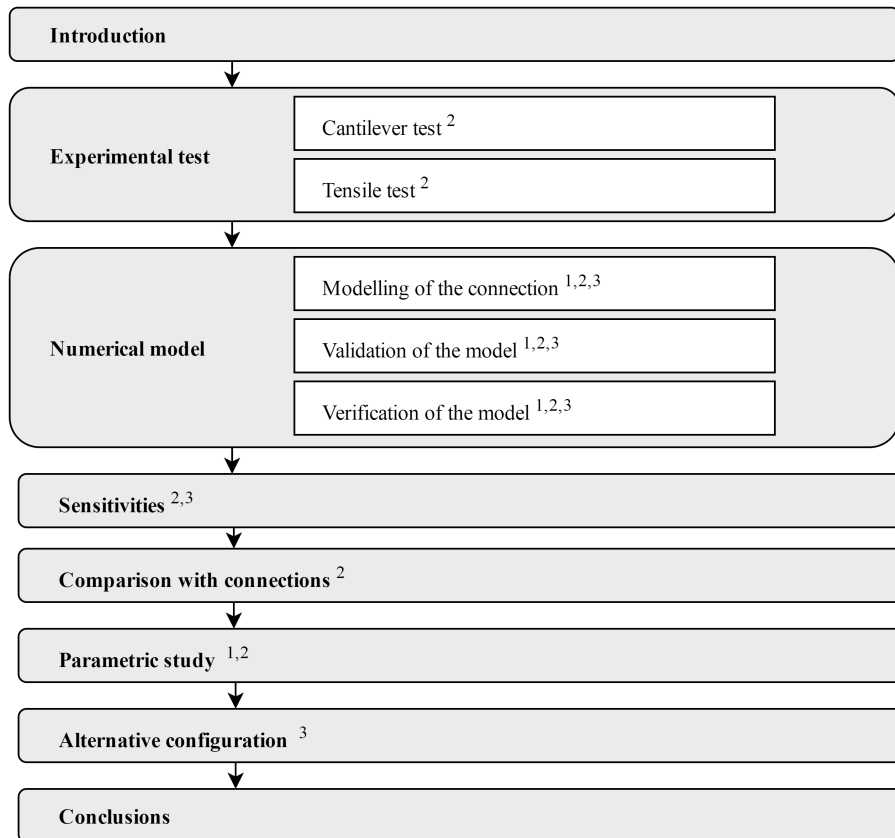 Introduction
Experimental test
Cantilever test 2
Tensile test 2
Numerical model
Modelling of the connection 1,2,3
Validation of the model 1,2,3
Verification of the model 1,2,3
Sensitivities 2,3
Comparison with connections 2
Parametric study 1,2
Alternative configuration 3
Conclusions